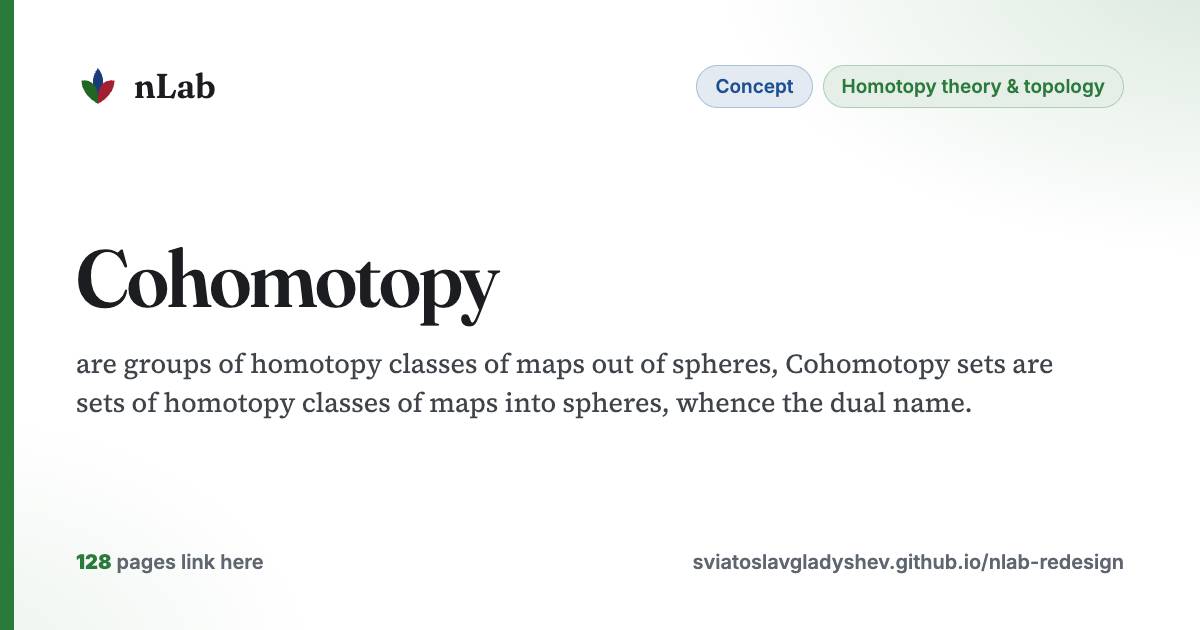 nLab
Concept
Homotopy theory & topology
Cohomotopy
are groups of homotopy classes of maps out of spheres, Cohomotopy sets are
sets of homotopy classes of maps into spheres, whence the dual name.
128 pages link here
sviatoslavgladyshev.github.io/nlab-redesign